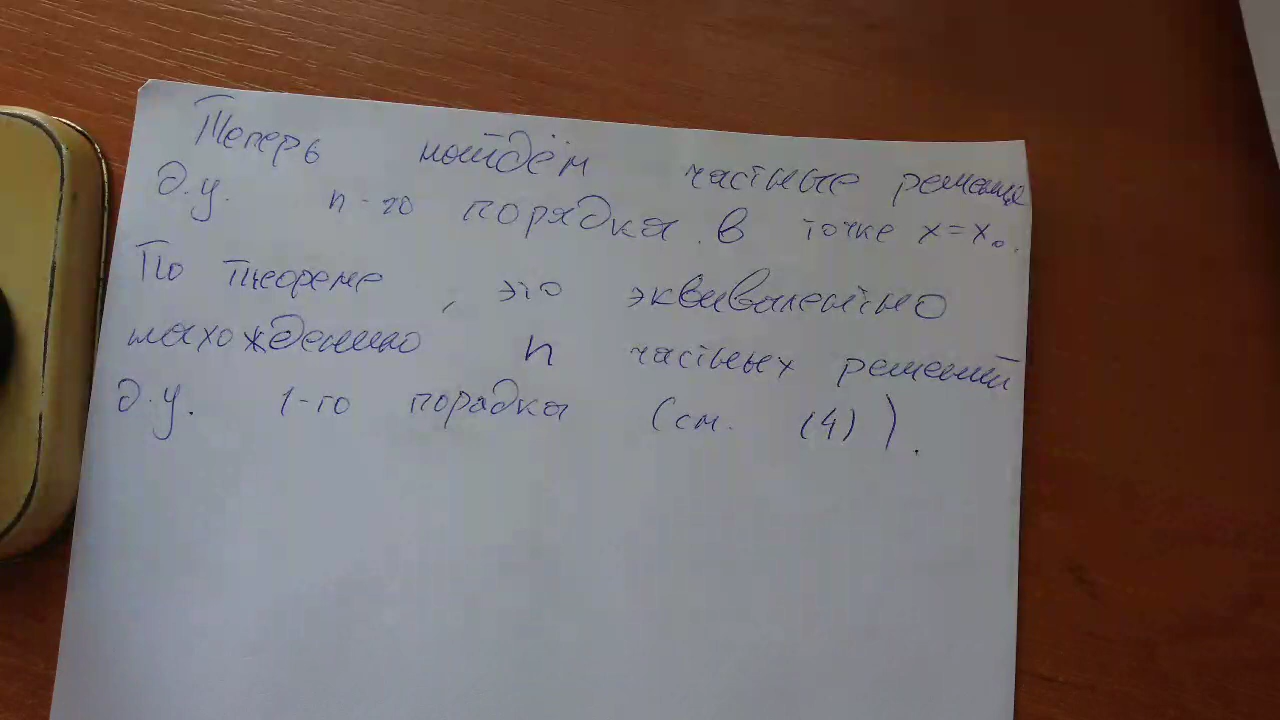 Теперь найдём частные решения
д.у. n-го порядка в точке x=x₀.
По теореме, это эквивалентно
нахождению n частных решений
д.у. 1-го порядка (см. (4)).